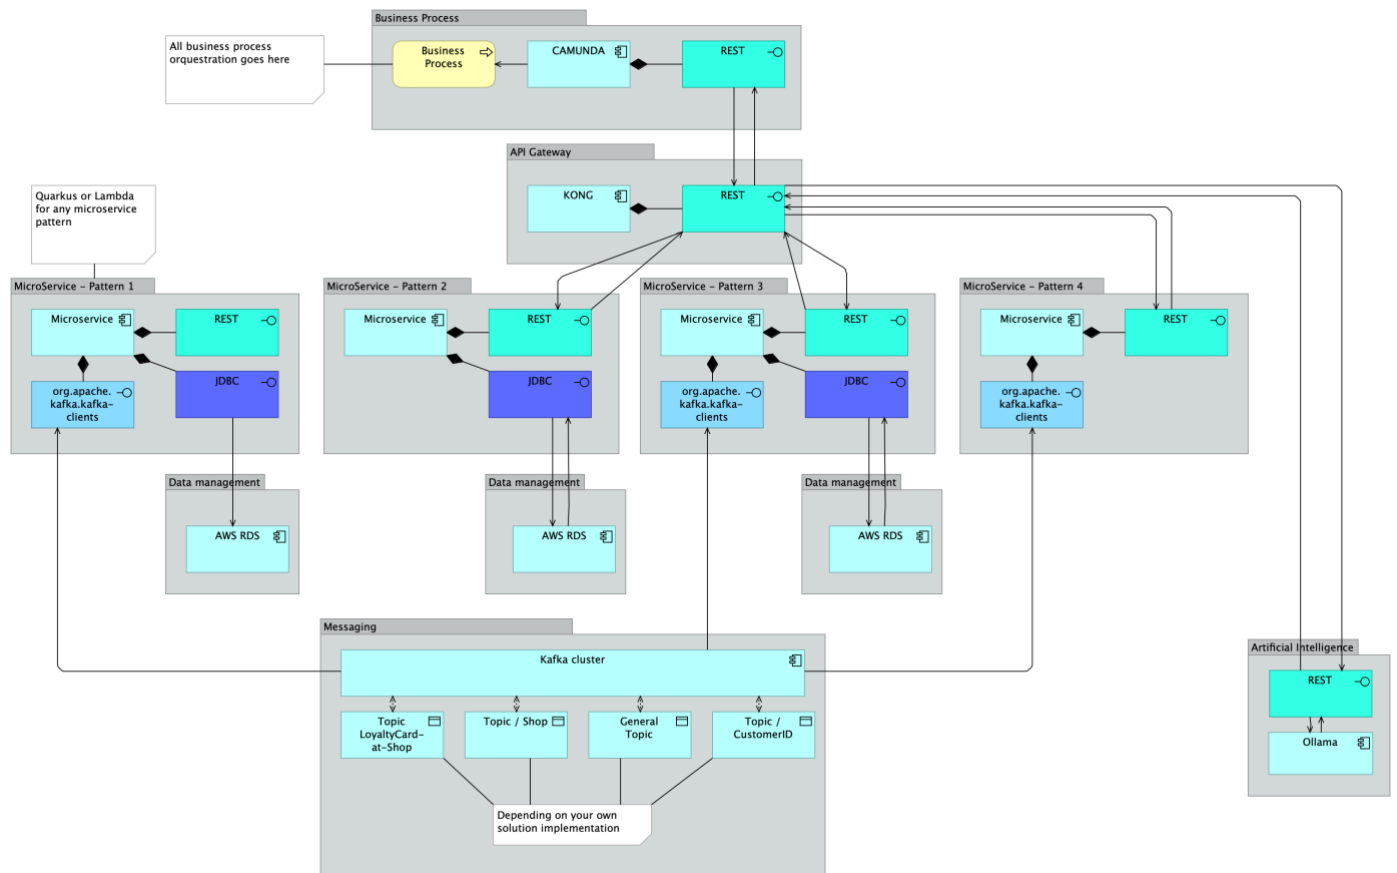 Business Process
All business process
orquestration goes here
Business
Process
CAMUNDA
REST
API Gateway
KONG
REST
Quarkus or Lambda
for any microservice
pattern
MicroService - Pattern 1
Microservice
REST
JDBC
org.apache.
kafka.kafka-
clients
MicroService - Pattern 2
Microservice
REST
JDBC
MicroService - Pattern 3
Microservice
REST
JDBC
org.apache.
kafka.kafka-
clients
MicroService - Pattern 4
Microservice
REST
org.apache.
kafka.kafka-
clients
Data management
AWS RDS
Data management
AWS RDS
Data management
AWS RDS
Messaging
Kafka cluster
Topic
LoyaltyCard-
at-Shop
Topic / Shop
General
Topic
Topic /
CustomerID
Depending on your own
solution implementation
Artificial Intelligence
REST
Ollama